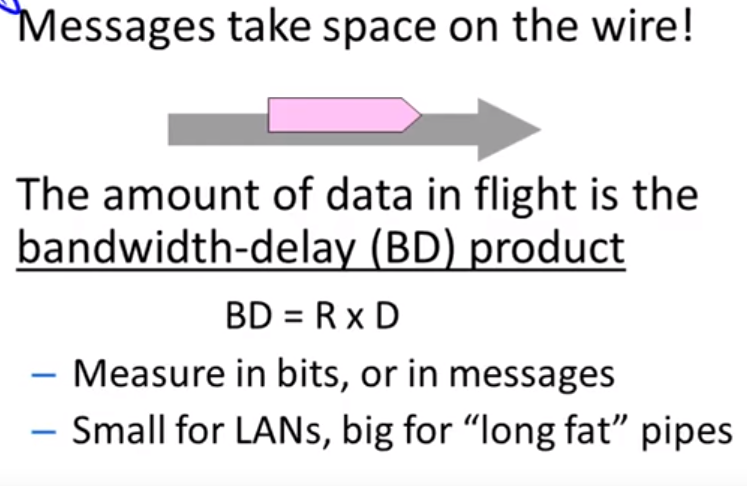 Messages take space on the wire!
The amount of data in flight is the
bandwidth-delay (BD) product
BD = R x D
– Measure in bits, or in messages
– Small for LANs, big for “long fat” pipes